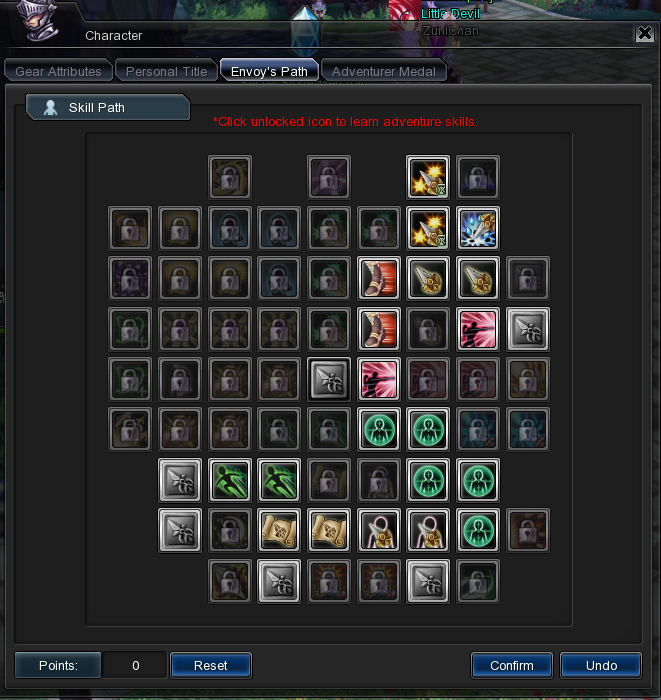 Little Devil
ZuniChan
Character
Gear Attributes
Personal Title
Envoy's Path
Adventurer Medal
Skill Path
*Click unlocked icon to learn adventure skills.
Points:
0
Reset
Confirm
Undo